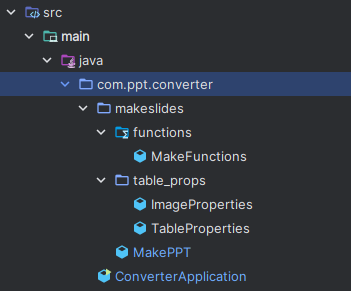 src
main
java
com.ppt.converter
makeslides
functions
MakeFunctions
table_props
ImageProperties
TableProperties
MakePPT
ConverterApplication